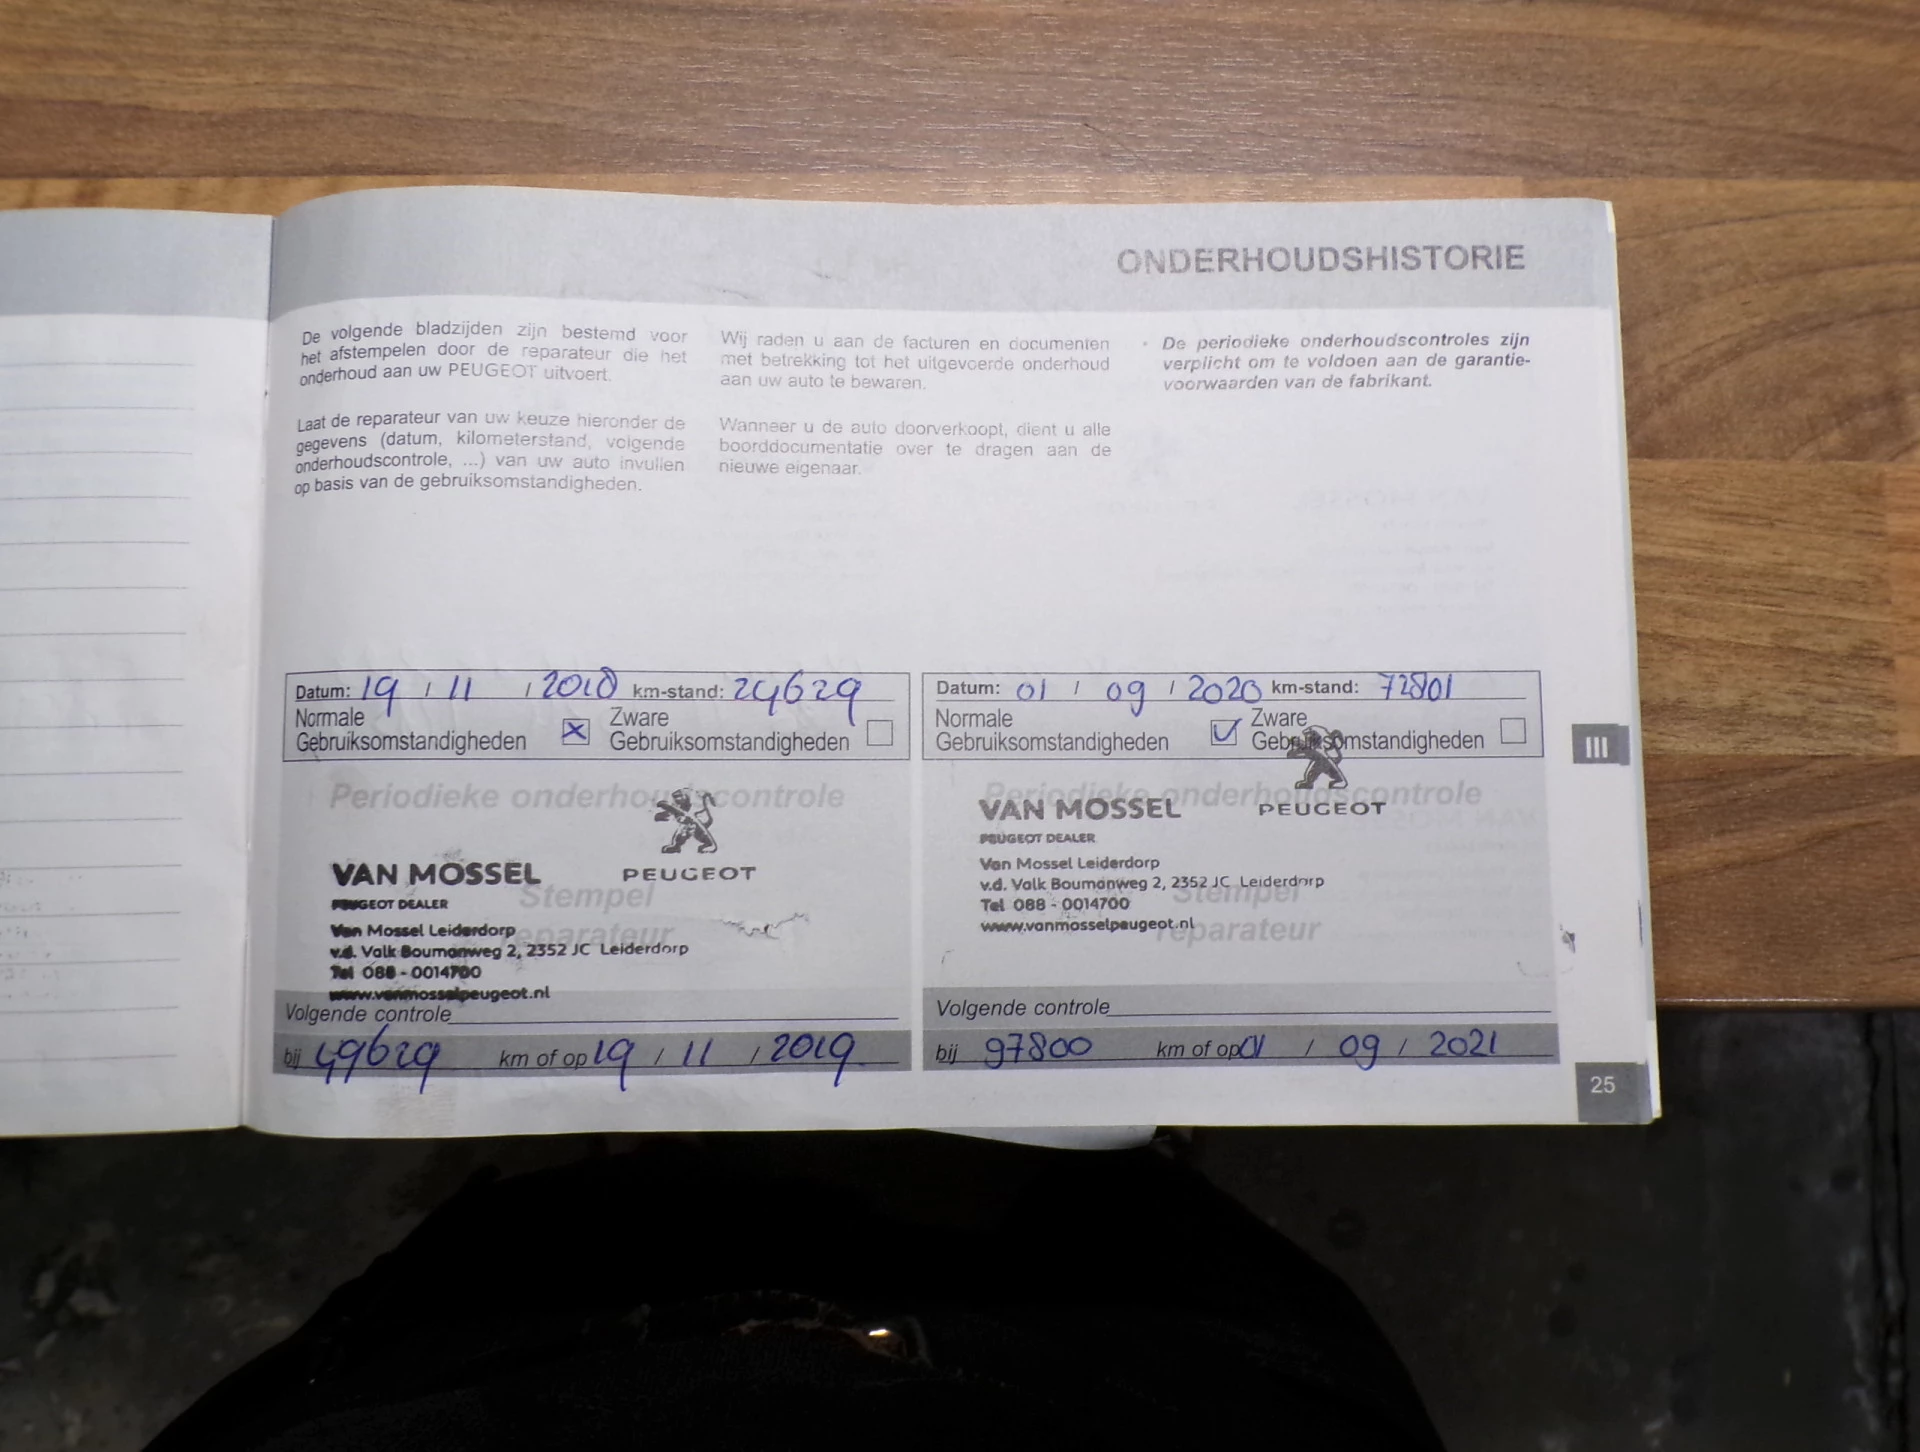 ONDERHOUDSHISTORIE
De volgende bladzijden zijn bestemd voor
het afstempelen door de reparateur die het
onderhoud aan uw PEUGEOT uitvoert.
Laat de reparateur van uw keuze hieronder de
gegevens (datum, kilometerstand, volgende
onderhoudscontrole, ...) van uw auto invullen
op basis van de gebruiksomstandigheden.
Wij raden u aan de facturen en documenten
met betrekking tot het uitgevoerde onderhoud
aan uw auto te bewaren.
Wanneer u de auto doorverkoopt, dient u alle
boorddocumentatie over te dragen aan de
nieuwe eigenaar.
De periodieke onderhoudscontroles zijn
verplicht om te voldoen aan de garantie-
voorwaarden van de fabrikant.
Datum: 19 / 11 / 2018 km-stand: 24629
Normale Zware
Gebruiksomstandigheden Gebruiksomstandigheden
Periodieke onderhoudscontrole
PEUGEOT
VAN MOSSEL
Stempel
PEUGEOT DEALER
Van Mossel Leiderdorp
reparateur
v.d. Valk Boumanweg 2, 2352 JC Leiderdorp
Tel 088 - 0014700
www.vanmosselpeugeot.nl
Volgende controle
bij 49629 km of op 19 / 11 / 2019
Datum: 01 / 09 / 2020 km-stand: 72801
Normale Zware
Gebruiksomstandigheden Gebruiksomstandigheden
Periodieke onderhoudscontrole
VAN MOSSEL PEUGEOT
PEUGEOT DEALER
Van Mossel Leiderdorp
v.d. Valk Boumanweg 2, 2352 JC Leiderdorp
Stempel
Tel 088 - 0014700
www.vanmosselpeugeot.nl
reparateur
Volgende controle
bij 97800 km of op 01 / 09 / 2021
III
25